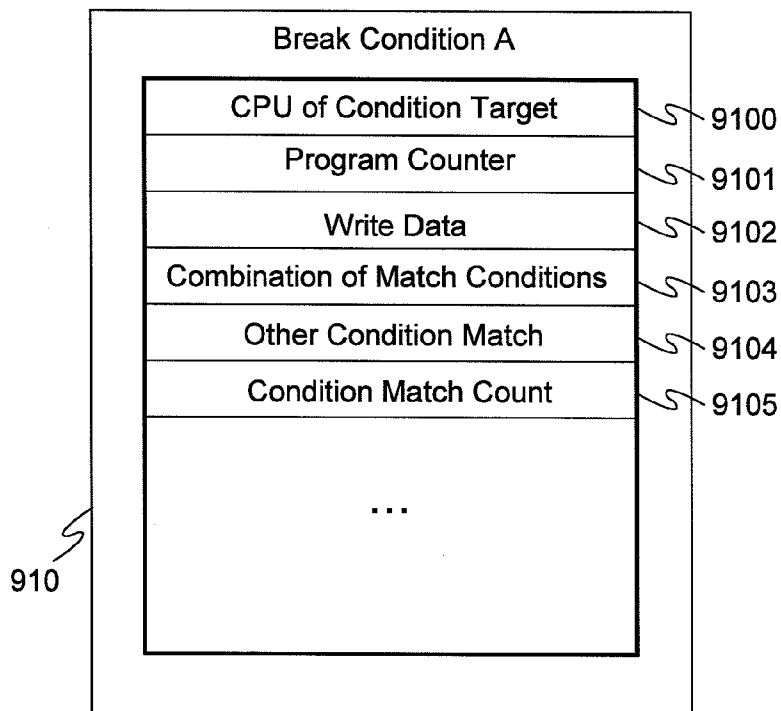 Break Condition A
CPU of Condition Target
9100
Program Counter
9101
Write Data
9102
Combination of Match Conditions
9103
Other Condition Match
9104
Condition Match Count
9105
...
910